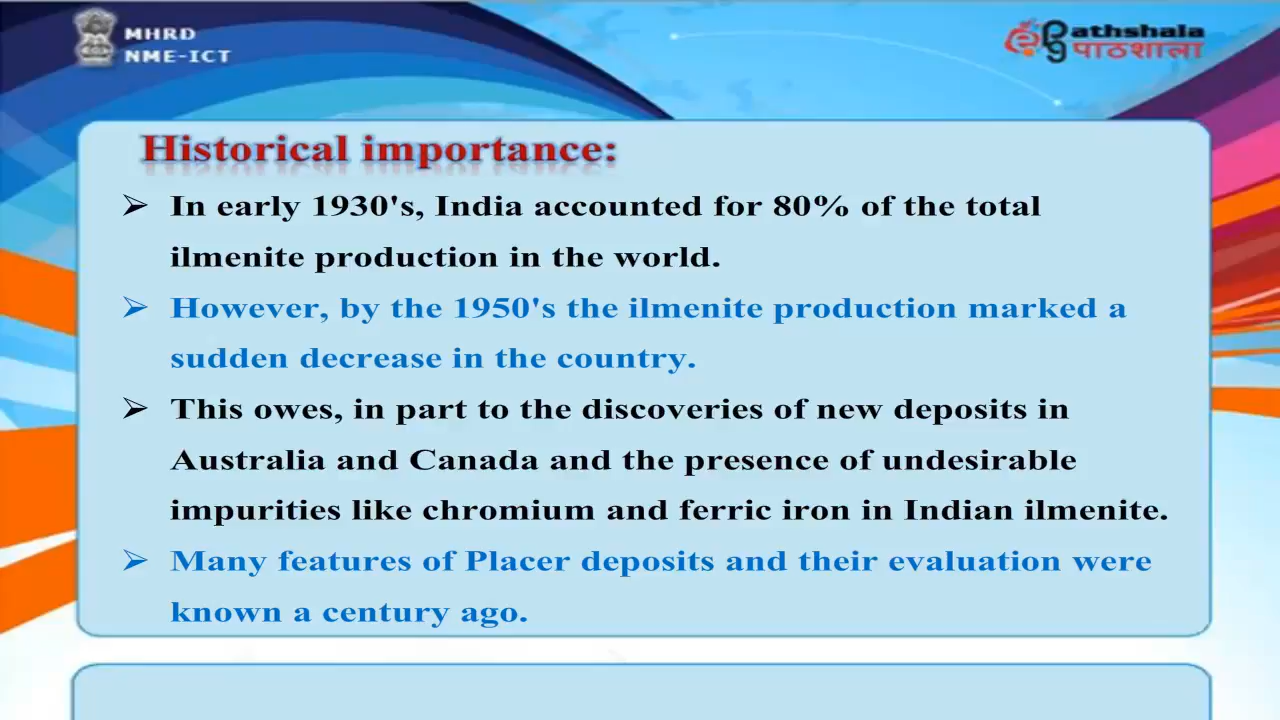 MHRD
NME-ICT
epg athshala
पाठशाला
Historical importance:
➢ In early 1930's, India accounted for 80% of the total
ilmenite production in the world.
➢ However, by the 1950's the ilmenite production marked a
sudden decrease in the country.
➢ This owes, in part to the discoveries of new deposits in
Australia and Canada and the presence of undesirable
impurities like chromium and ferric iron in Indian ilmenite.
➢ Many features of Placer deposits and their evaluation were
known a century ago.